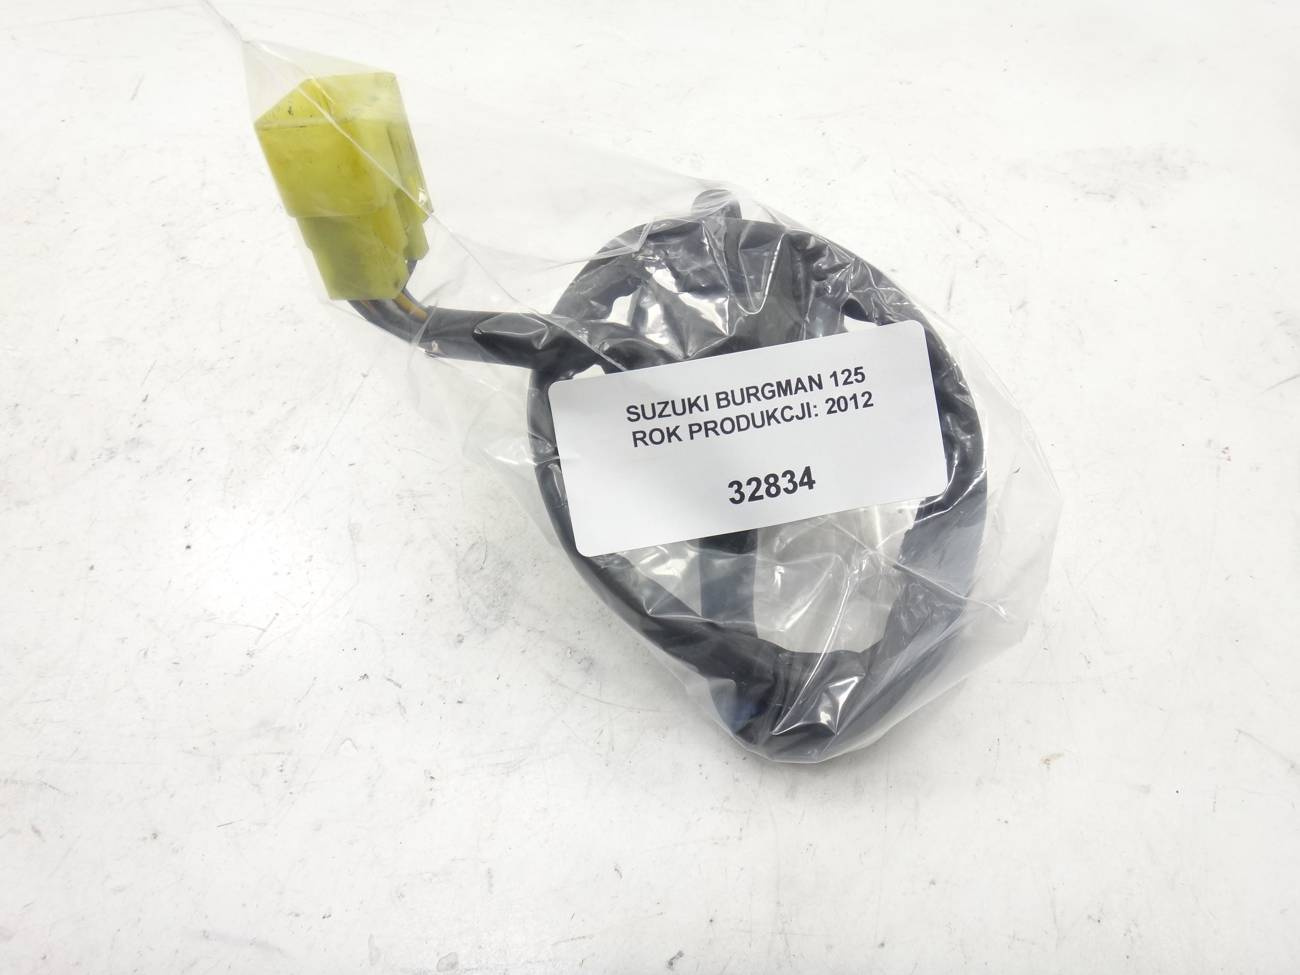 SUZUKI BURGMAN 125
ROK PRODUKCJI: 2012
32834